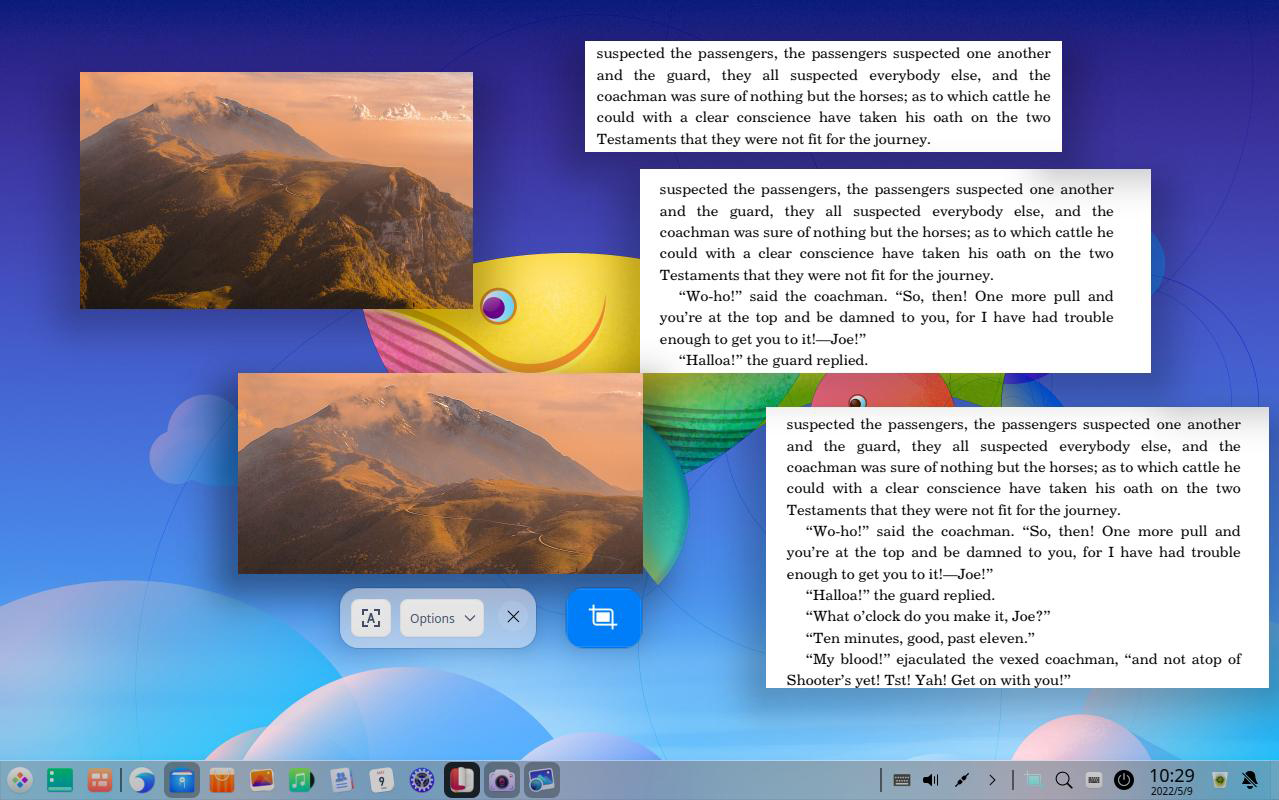 suspected the passengers, the passengers suspected one another
and the guard, they all suspected everybody else, and the
coachman was sure of nothing but the horses; as to which cattle he
could with a clear conscience have taken his oath on the two
Testaments that they were not fit for the journey.
suspected the passengers, the passengers suspected one another
and the guard, they all suspected everybody else, and the
coachman was sure of nothing but the horses; as to which cattle he
could with a clear conscience have taken his oath on the two
Testaments that they were not fit for the journey.
“Wo-ho!” said the coachman. “So, then! One more pull and
you’re at the top and be damned to you, for I have had trouble
enough to get you to it!—Joe!”
“Halloa!” the guard replied.
suspected the passengers, the passengers suspected one another
and the guard, they all suspected everybody else, and the
coachman was sure of nothing but the horses; as to which cattle he
could with a clear conscience have taken his oath on the two
Testaments that they were not fit for the journey.
“Wo-ho!” said the coachman. “So, then! One more pull and
you’re at the top and be damned to you, for I have had trouble
enough to get you to it!—Joe!”
“Halloa!” the guard replied.
“What o’clock do you make it, Joe?”
“Ten minutes, good, past eleven.”
“My blood!” ejaculated the vexed coachman, “and not atop of
Shooter’s yet! Tst! Yah! Get on with you!”
A
Options
9
10:29
2022/5/9